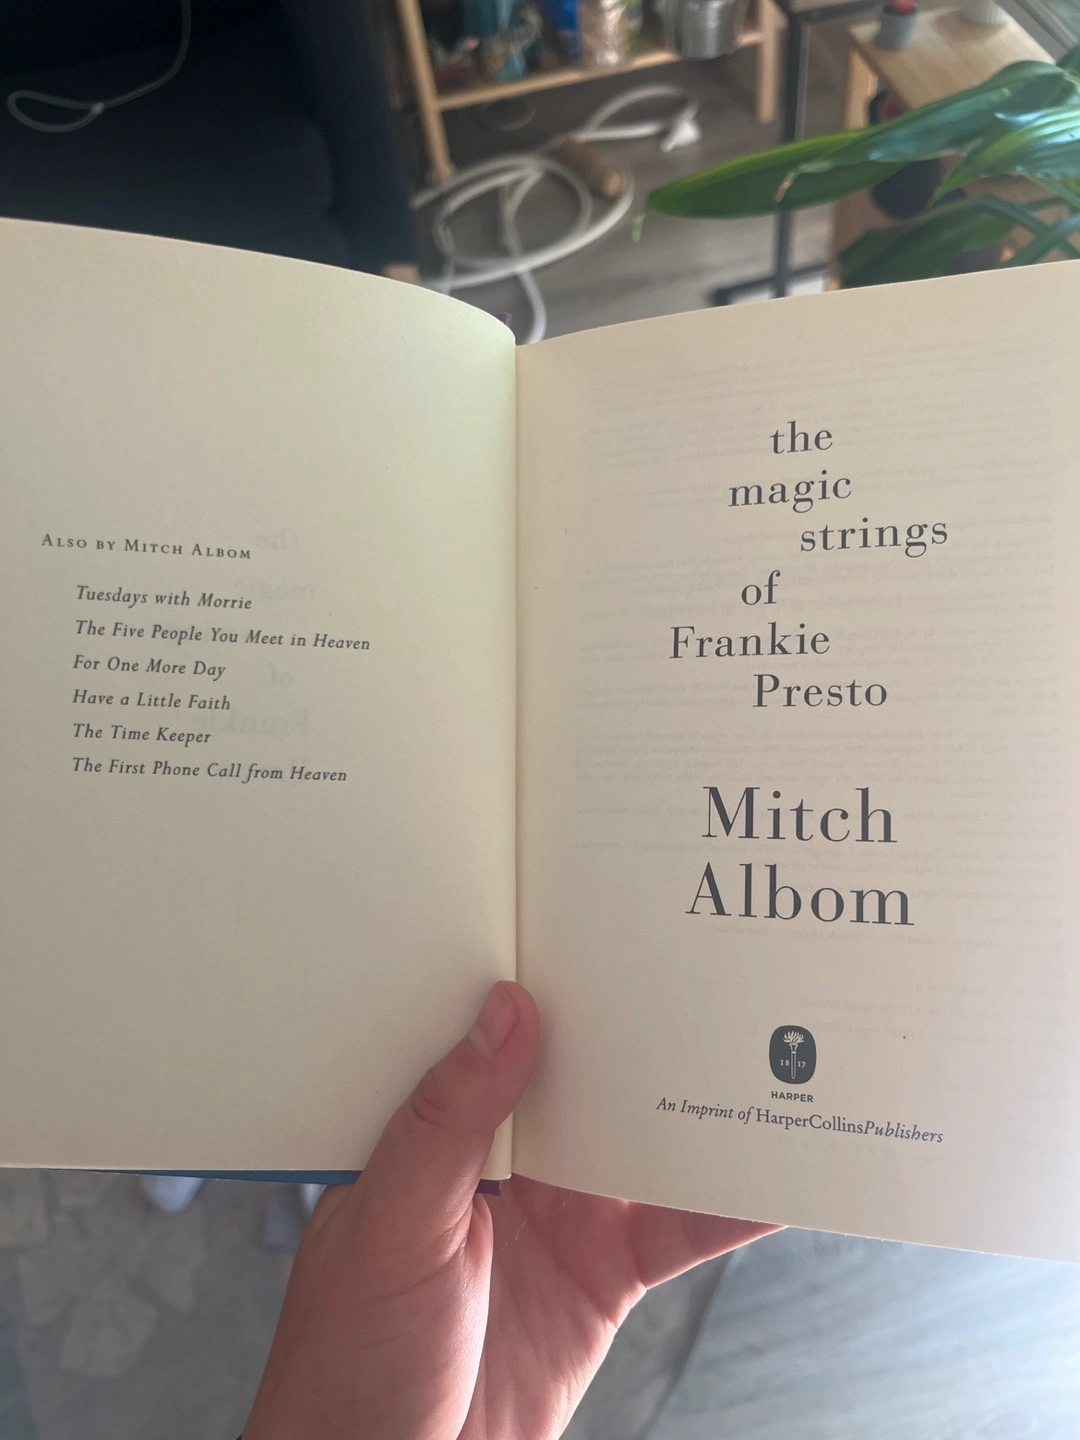 ALSO BY MITCH ALBOM
Tuesdays with Morrie
The Five People You Meet in Heaven
For One More Day
Have a Little Faith
The Time Keeper
The First Phone Call from Heaven
the
magic
strings
of
Frankie
Presto
Mitch
Albom
18 17
HARPER
An Imprint of HarperCollinsPublishers